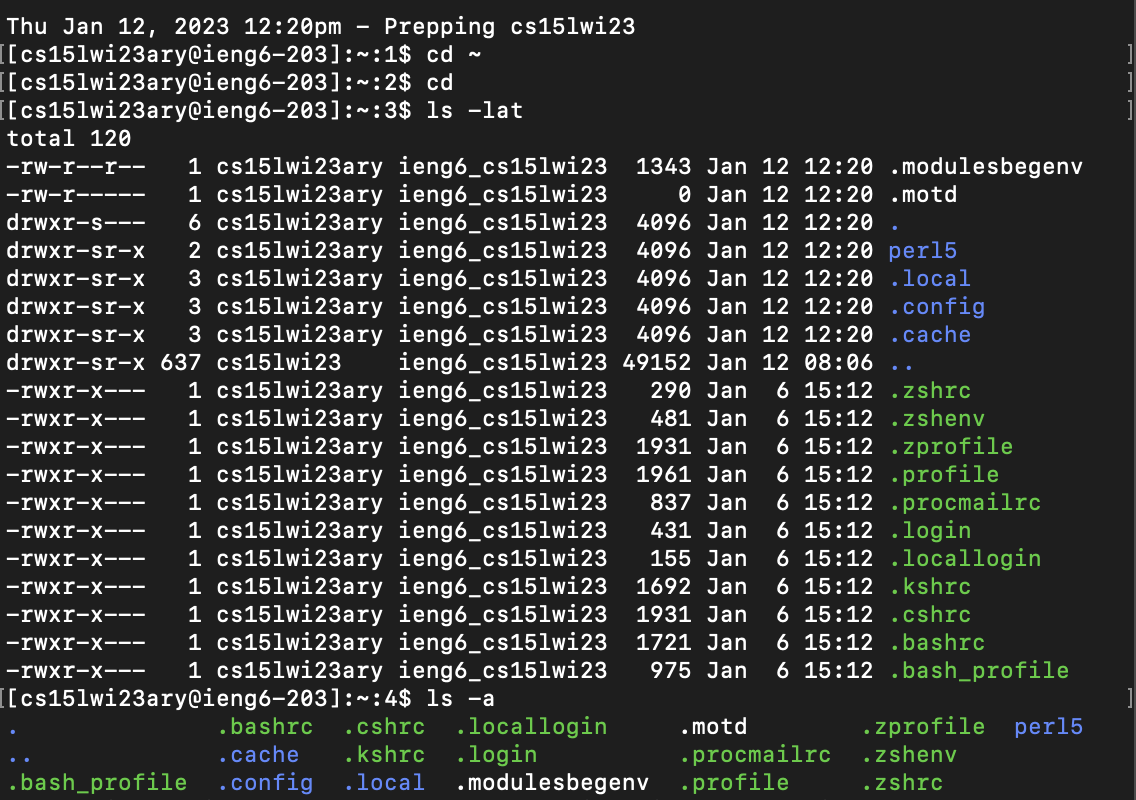 Thu Jan 12, 2023 12:20pm - Prepping cs15lwi23
[[cs15lwi23ary@ieng6-203]:~:1$ cd ~ ]
[[cs15lwi23ary@ieng6-203]:~:2$ cd ]
[[cs15lwi23ary@ieng6-203]:~:3$ ls -lat ]
total 120
-rw-r--r--   1 cs15lwi23ary ieng6_cs15lwi23  1343 Jan 12 12:20 .modulesbegenv
-rw-r-----   1 cs15lwi23ary ieng6_cs15lwi23     0 Jan 12 12:20 .motd
drwxr-s---   6 cs15lwi23ary ieng6_cs15lwi23  4096 Jan 12 12:20 .
drwxr-sr-x   2 cs15lwi23ary ieng6_cs15lwi23  4096 Jan 12 12:20 perl5
drwxr-sr-x   3 cs15lwi23ary ieng6_cs15lwi23  4096 Jan 12 12:20 .local
drwxr-sr-x   3 cs15lwi23ary ieng6_cs15lwi23  4096 Jan 12 12:20 .config
drwxr-sr-x   3 cs15lwi23ary ieng6_cs15lwi23  4096 Jan 12 12:20 .cache
drwxr-sr-x 637 cs15lwi23    ieng6_cs15lwi23 49152 Jan 12 08:06 ..
-rwxr-x---   1 cs15lwi23ary ieng6_cs15lwi23   290 Jan  6 15:12 .zshrc
-rwxr-x---   1 cs15lwi23ary ieng6_cs15lwi23   481 Jan  6 15:12 .zshenv
-rwxr-x---   1 cs15lwi23ary ieng6_cs15lwi23  1931 Jan  6 15:12 .zprofile
-rwxr-x---   1 cs15lwi23ary ieng6_cs15lwi23  1961 Jan  6 15:12 .profile
-rwxr-x---   1 cs15lwi23ary ieng6_cs15lwi23   837 Jan  6 15:12 .procmailrc
-rwxr-x---   1 cs15lwi23ary ieng6_cs15lwi23   431 Jan  6 15:12 .login
-rwxr-x---   1 cs15lwi23ary ieng6_cs15lwi23   155 Jan  6 15:12 .locallogin
-rwxr-x---   1 cs15lwi23ary ieng6_cs15lwi23  1692 Jan  6 15:12 .kshrc
-rwxr-x---   1 cs15lwi23ary ieng6_cs15lwi23  1931 Jan  6 15:12 .cshrc
-rwxr-x---   1 cs15lwi23ary ieng6_cs15lwi23  1721 Jan  6 15:12 .bashrc
-rwxr-x---   1 cs15lwi23ary ieng6_cs15lwi23   975 Jan  6 15:12 .bash_profile
[[cs15lwi23ary@ieng6-203]:~:4$ ls -a ]
.              .bashrc  .cshrc  .locallogin     .motd        .zprofile  perl5
..             .cache   .kshrc  .login          .procmailrc  .zshenv
.bash_profile  .config  .local  .modulesbegenv  .profile     .zshrc